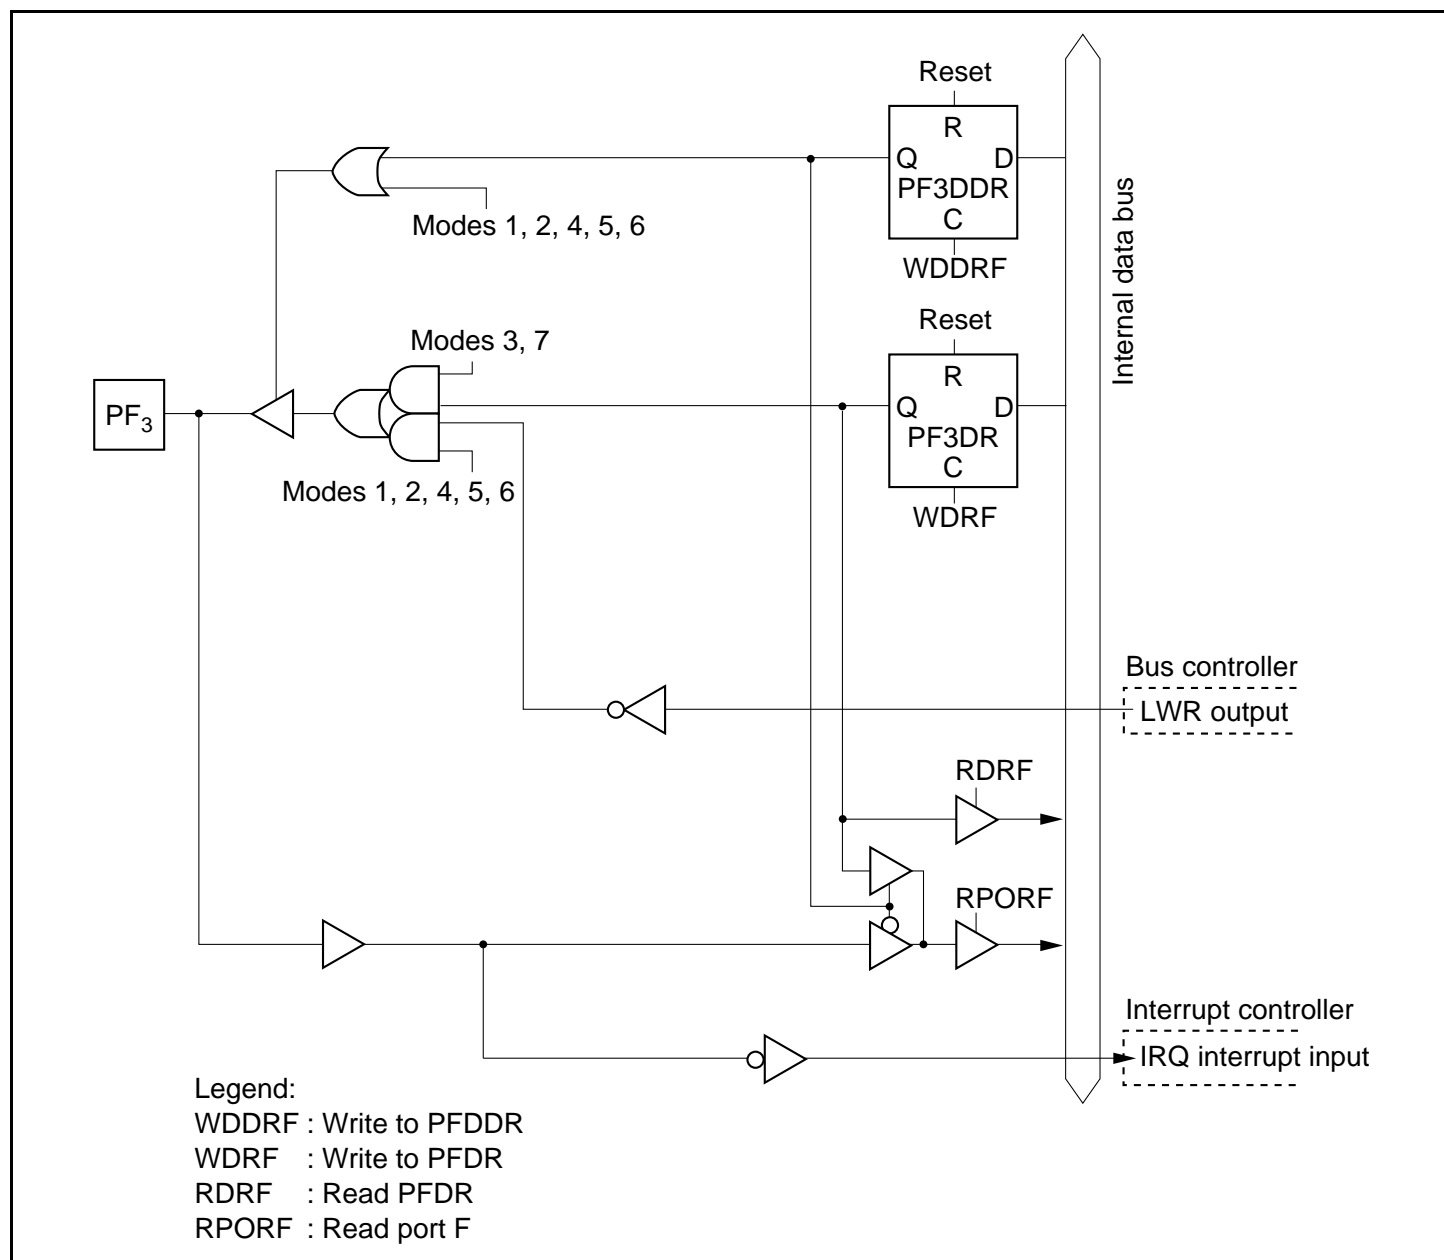 Reset
R
Q D
PF3DDR
C
WDDRF
Modes 1, 2, 4, 5, 6
Internal data bus
Reset
R
Q D
PF3DR
C
WDRF
Modes 3, 7
PF3
Modes 1, 2, 4, 5, 6
Bus controller
LWR output
RDRF
RPORF
Interrupt controller
IRQ interrupt input
Legend:
WDDRF : Write to PFDDR
WDRF : Write to PFDR
RDRF : Read PFDR
RPORF : Read port F